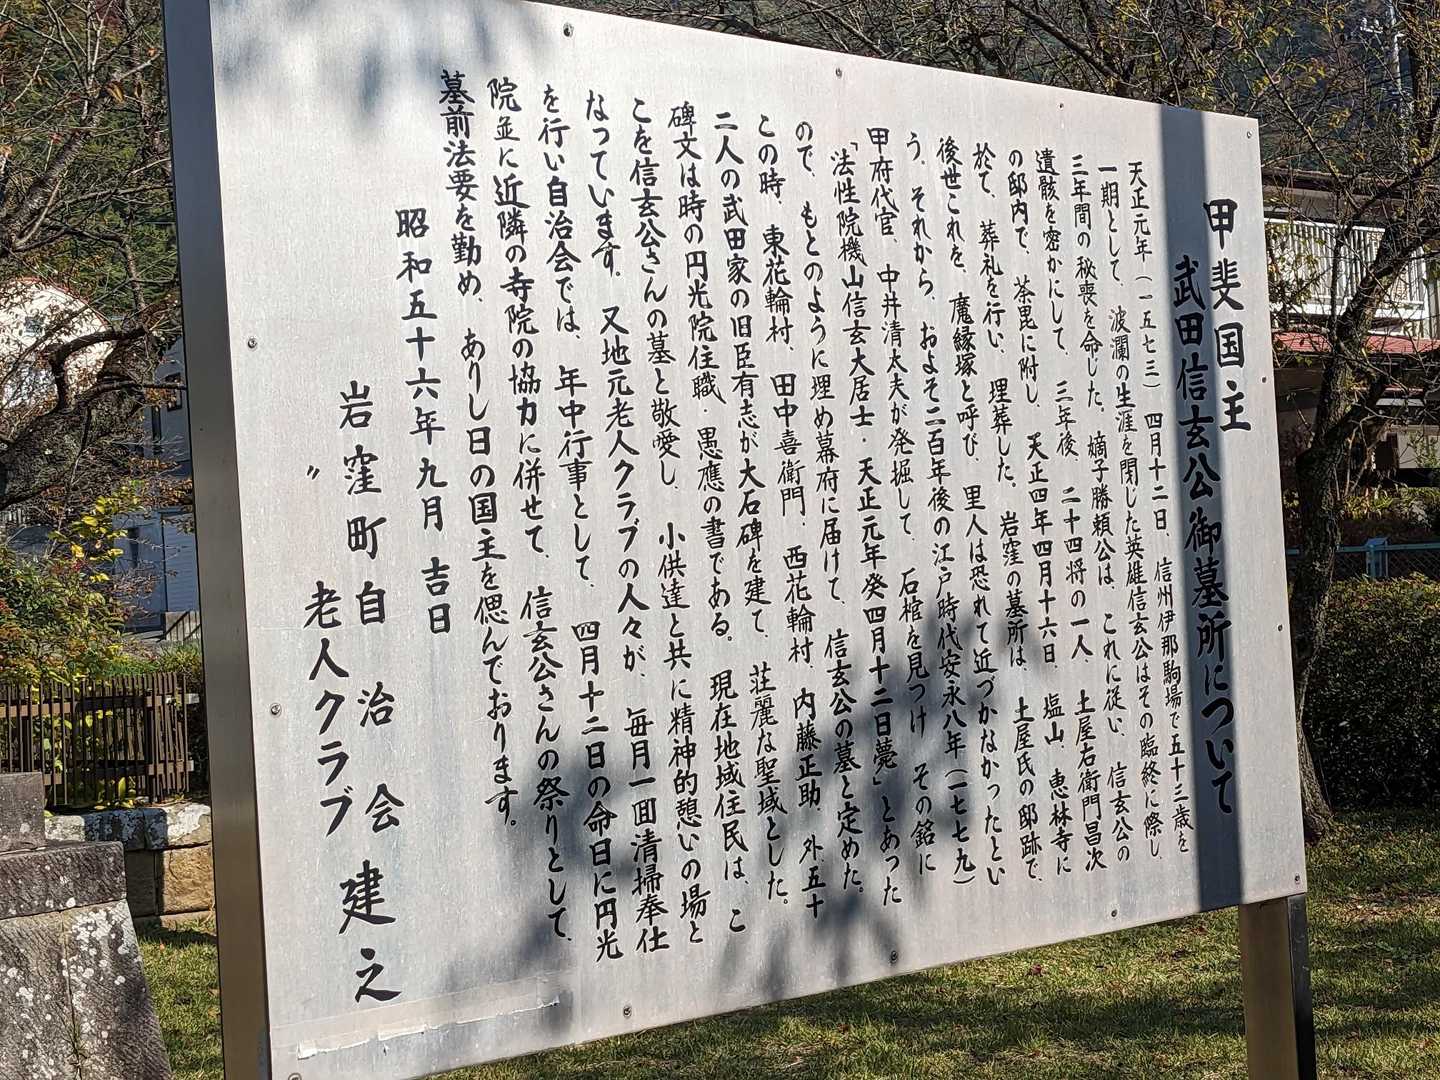 甲斐国主
武田信玄公御墓所について
天正元年(一五七三)四月十二日、信州伊那駒場で五十三歳を
一期として、波瀾の生涯を閉じた英雄信玄公はその臨終に際し、
三年間の秘喪を命じた。嫡子勝頼公は、これに従い、信玄公の
遺骸を密かにして、三年後、二十四将の一人、土屋右衛門昌次
の邸内で、荼毘に附し、天正四年四月十六日、塩山、恵林寺に
於て、葬礼を行い、埋葬した。岩窪の墓所は、土屋氏の邸跡で、
後世これを、魔縁塚と呼び、里人は恐れて近づかなかったとい
う。それから、およそ二百年後の江戸時代安永八年(一七七九)
甲府代官、中井清太夫が発掘して、石棺を見つけ その銘に
「法性院機山信玄大居士・天正元年癸四月十二日薨」とあった
ので、もとのように埋め幕府に届けて、信玄公の墓と定めた。
この時、東花輪村、田中喜衛門、西花輪村、内藤正助、外五十
二人の武田家の旧臣有志が大石碑を建て、荘麗な聖域とした。
碑文は時の円光院住職・愚應の書である。現在地域住民は、こ
こを信玄公さんの墓と敬愛し、小供達と共に精神的憩いの場と
なっています。又地元老人クラブの人々が、毎月一回清掃奉仕
を行い自治会では、年中行事として、四月十二日の命日に円光
院並に近隣の寺院の協力に併せて、信玄公さんの祭りとして、
墓前法要を勤め、ありし日の国主を偲んでおります。
昭和五十六年九月 吉日
岩窪町自治会 建之
〃 老人クラブ